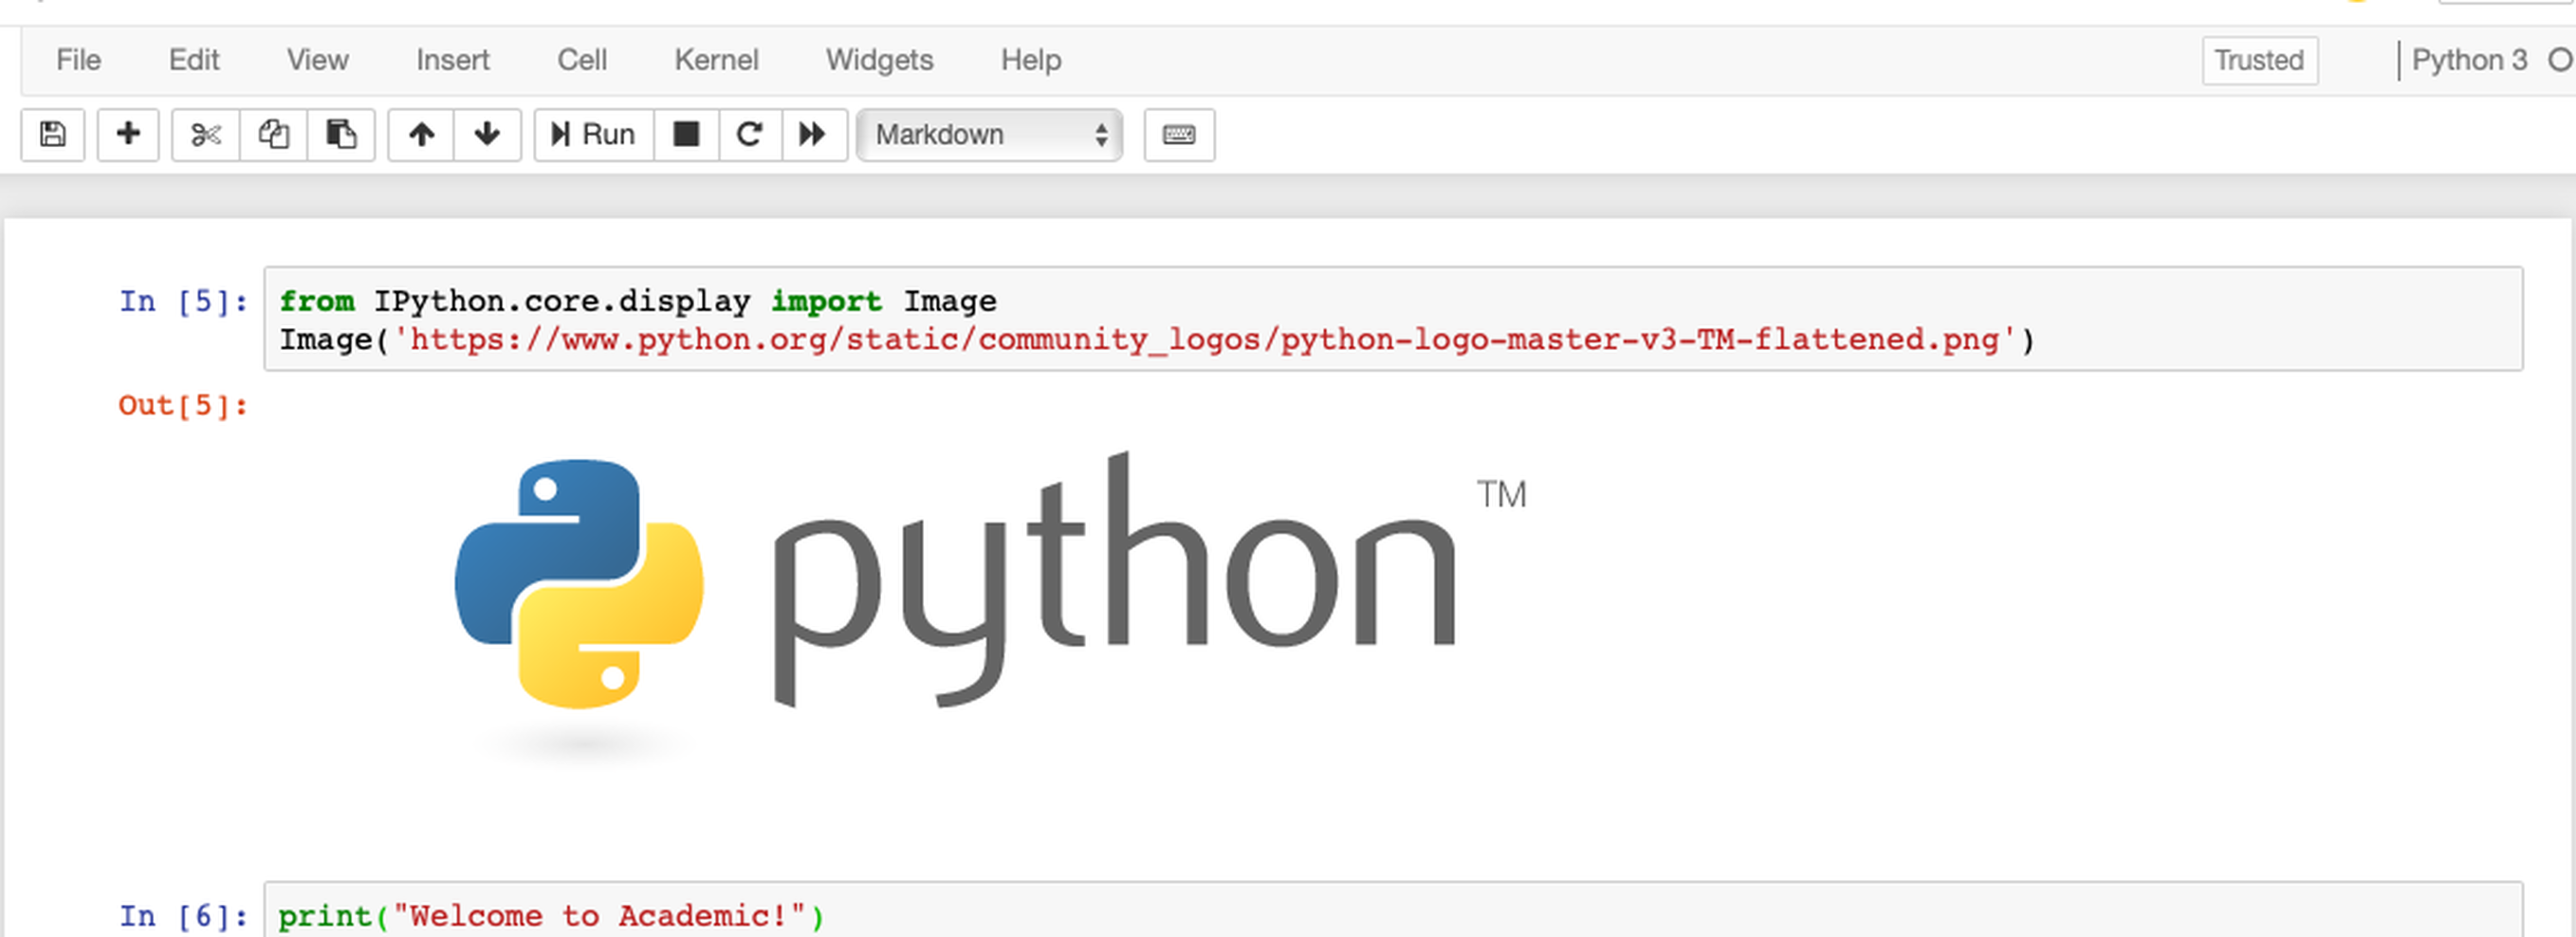 File Edit View Insert Cell Kernel Widgets Help Trusted Python 3
Run Markdown
In [5]: from IPython.core.display import Image
Image('https://www.python.org/static/community_logos/python-logo-master-v3-TM-flattened.png')
Out[5]:
python TM
In [6]: print("Welcome to Academic!")